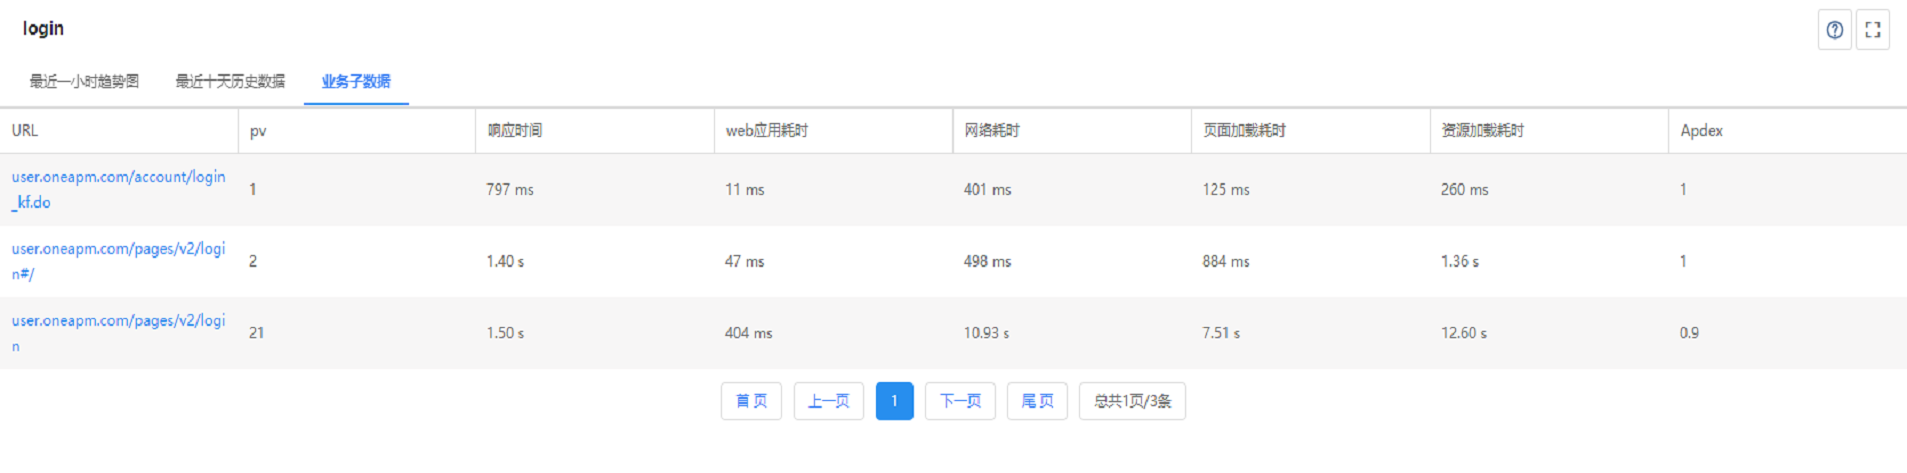 login
最近一小时趋势图 最近十天历史数据 业务子数据
URL pv 响应时间 web应用耗时 网络耗时 页面加载耗时 资源加载耗时 Apdex
user.oneapm.com/account/login
_kf.do
1 797 ms 11 ms 401 ms 125 ms 260 ms 1
user.oneapm.com/pages/v2/logi
n#/
2 1.40 s 47 ms 498 ms 884 ms 1.36 s 1
user.oneapm.com/pages/v2/logi
n
21 1.50 s 404 ms 10.93 s 7.51 s 12.60 s 0.9
首页 上一页 1 下一页 尾页 总共1页/3条